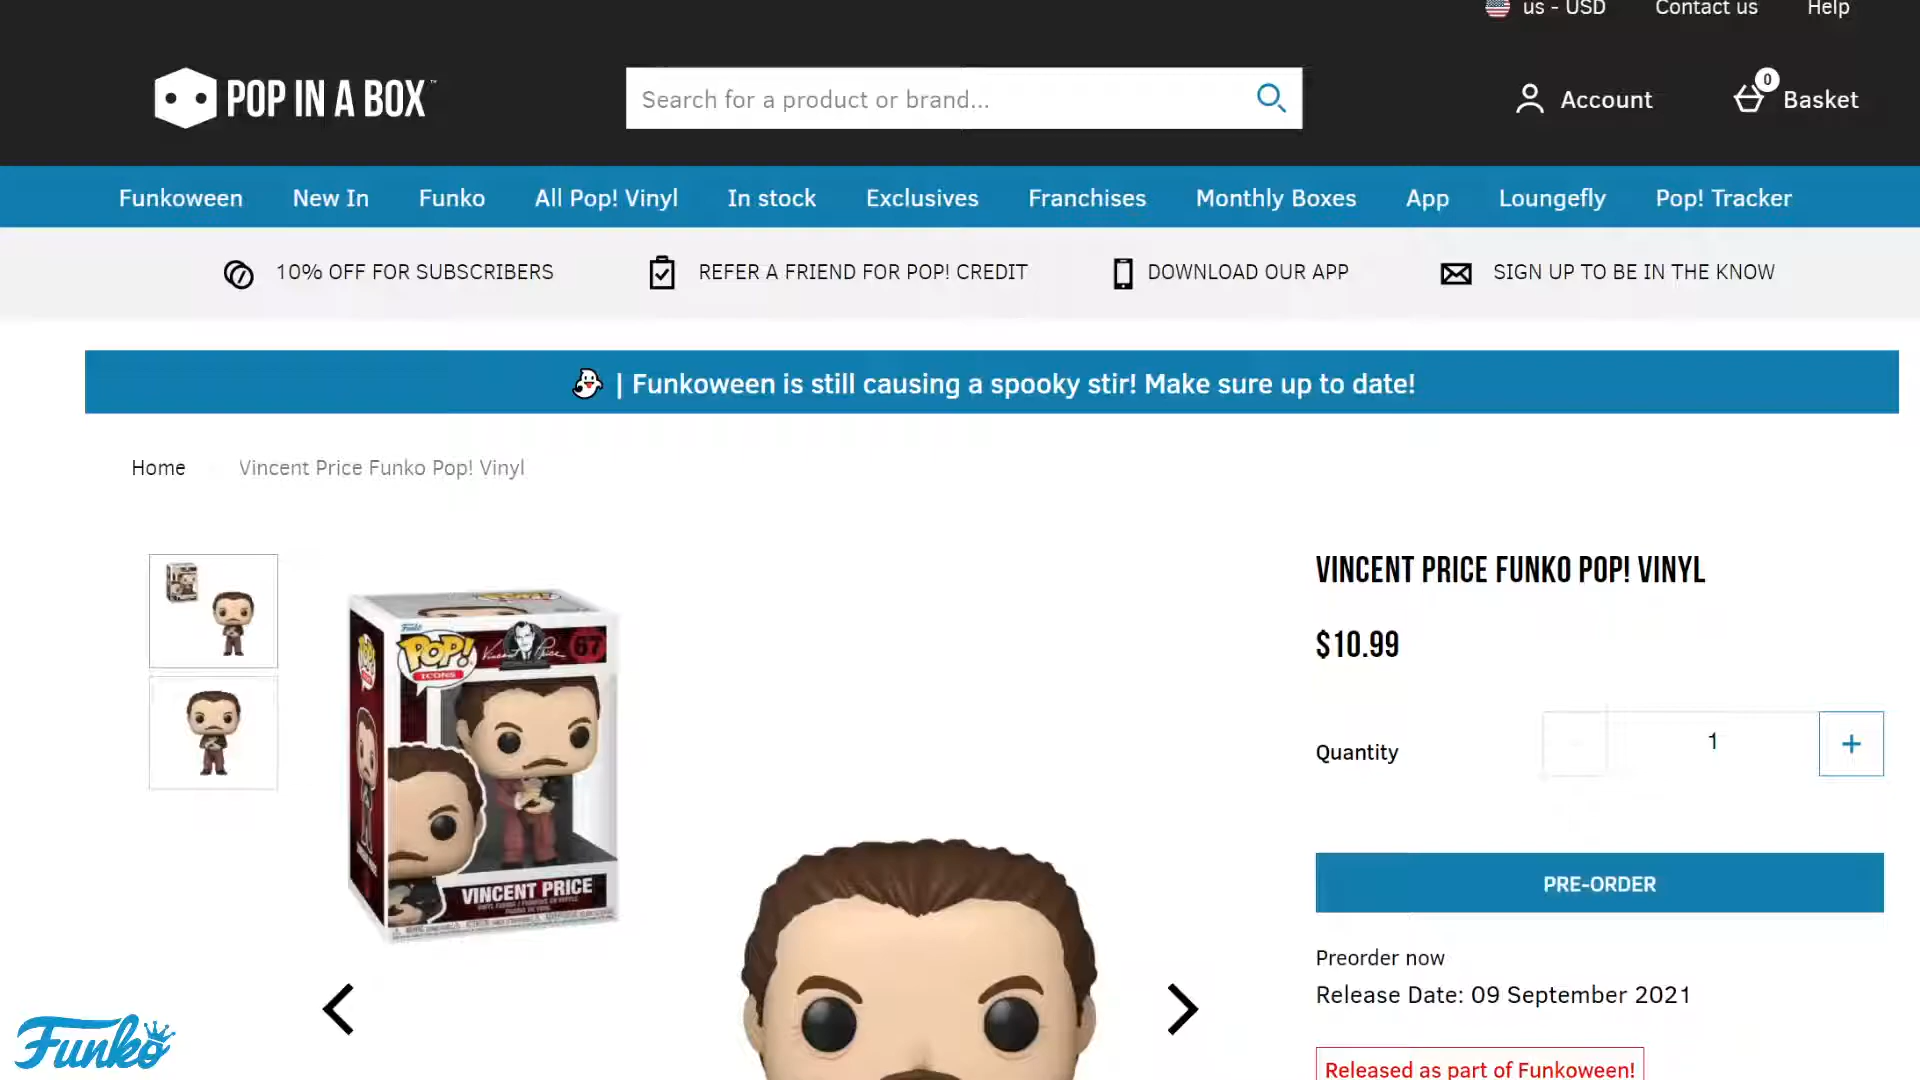 us - USD
Contact us
Help
POP IN A BOX™
Search for a product or brand...
Account
0
Basket
Funkoween
New In
Funko
All Pop! Vinyl
In stock
Exclusives
Franchises
Monthly Boxes
App
Loungefly
Pop! Tracker
10% OFF FOR SUBSCRIBERS
REFER A FRIEND FOR POP! CREDIT
DOWNLOAD OUR APP
SIGN UP TO BE IN THE KNOW
| Funkoween is still causing a spooky stir! Make sure up to date!
Home
Vincent Price Funko Pop! Vinyl
VINCENT PRICE FUNKO POP! VINYL
$10.99
Quantity
1
+
PRE-ORDER
Preorder now
Release Date: 09 September 2021
Released as part of Funkoween!
Funko
POP!
ICONS
Vincent Price
67
VINCENT PRICE
Funko